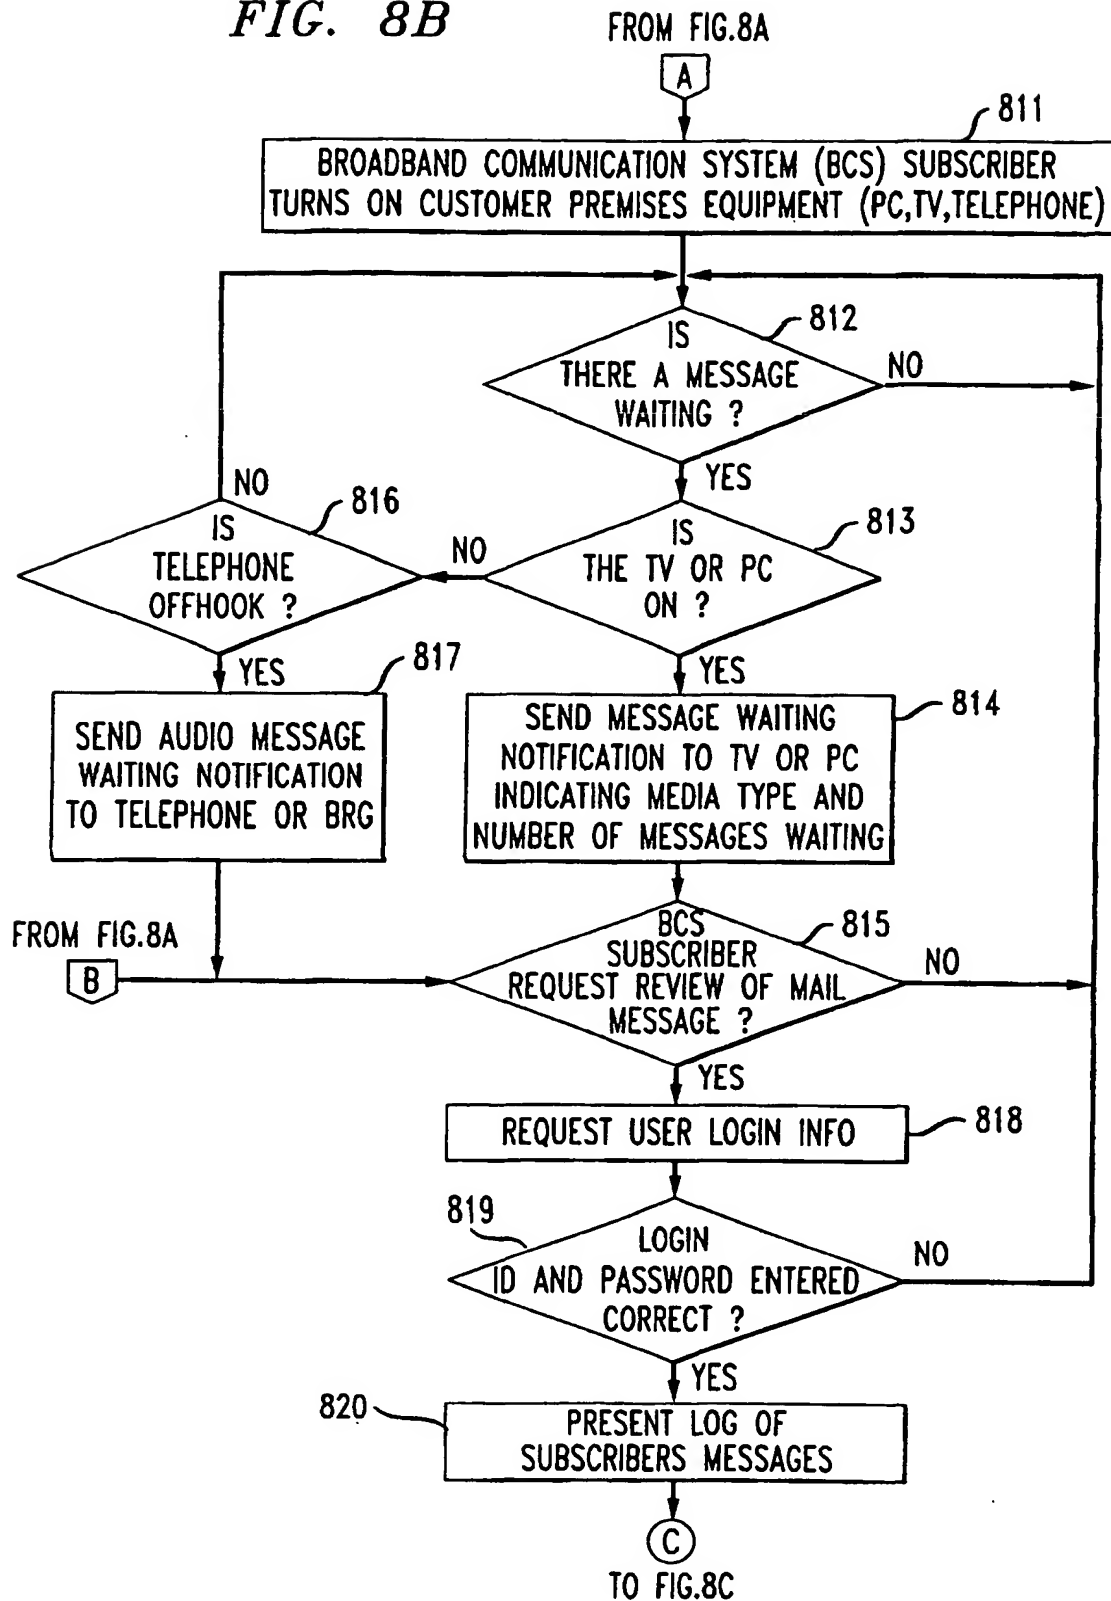 FIG. 8B
FROM FIG.8A
A
811
BROADBAND COMMUNICATION SYSTEM (BCS) SUBSCRIBER
TURNS ON CUSTOMER PREMISES EQUIPMENT (PC,TV,TELEPHONE)
812
IS
THERE A MESSAGE
WAITING ?
NO
YES
813
IS
THE TV OR PC
ON ?
NO
YES
816
NO
IS
TELEPHONE
OFFHOOK ?
YES
817
SEND AUDIO MESSAGE
WAITING NOTIFICATION
TO TELEPHONE OR BRG
814
SEND MESSAGE WAITING
NOTIFICATION TO TV OR PC
INDICATING MEDIA TYPE AND
NUMBER OF MESSAGES WAITING
FROM FIG.8A
B
815
BCS
SUBSCRIBER
REQUEST REVIEW OF MAIL
MESSAGE ?
NO
YES
818
REQUEST USER LOGIN INFO
819
LOGIN
ID AND PASSWORD ENTERED
CORRECT ?
NO
YES
820
PRESENT LOG OF
SUBSCRIBERS MESSAGES
C
TO FIG.8C